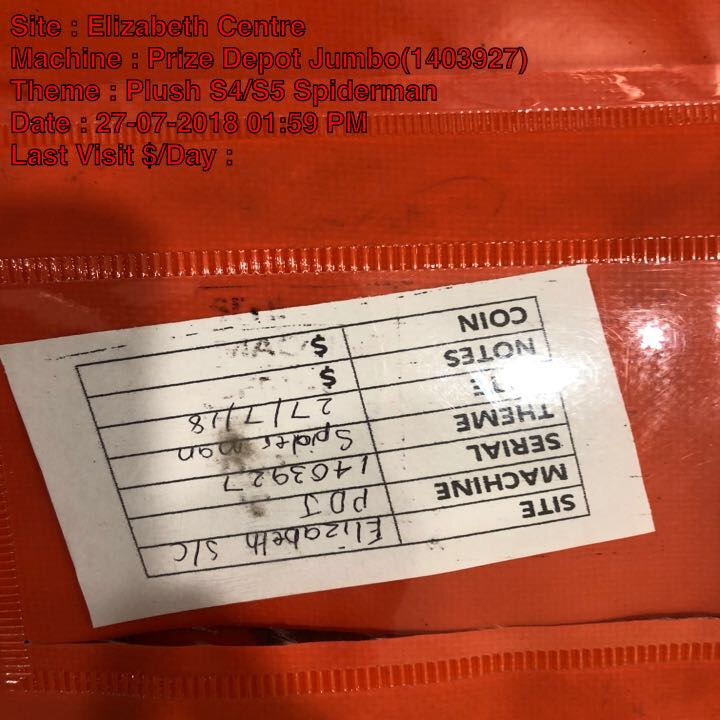 Site : Elizabeth Centre
Machine : Prize Depot Jumbo(1403927)
Theme : Plush S4/S5 Spiderman
Date : 27-07-2018 01:59 PM
Last Visit $/Day :
SITE Elizabeth S/C
MACHINE PDJ
SERIAL 1403927
THEME Spiderman
27/7/18
NOTES $
COIN $